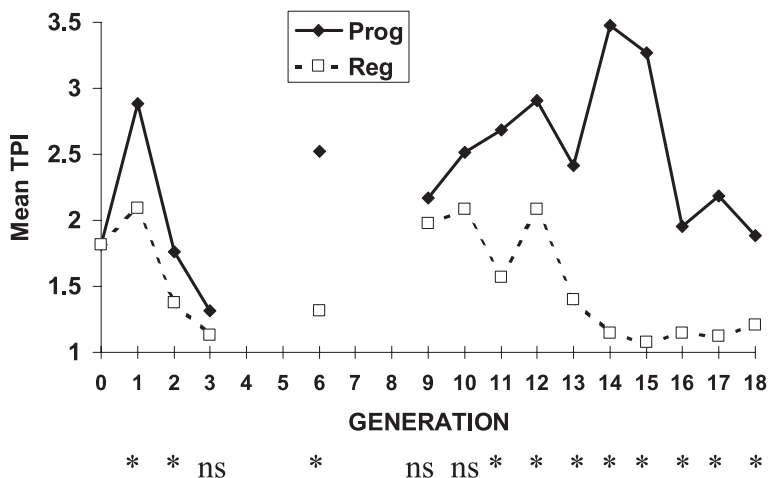 3.5
Prog
Reg
3
2.5
2
1.5
1
Mean TPI
0 1 2 3 4 5 6 7 8 9 10 11 12 13 14 15 16 17 18
GENERATION
* * ns * ns ns * * * * * * * *